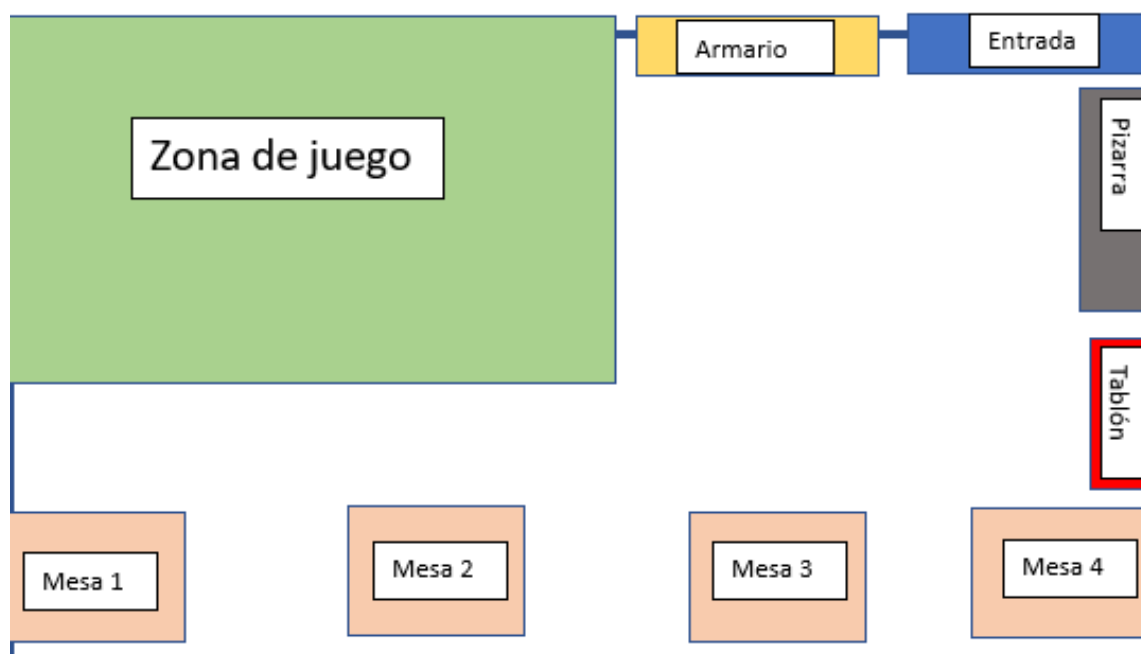 Zona de juego
Armario
Entrada
Pizarra
Tablón
Mesa 1
Mesa 2
Mesa 3
Mesa 4